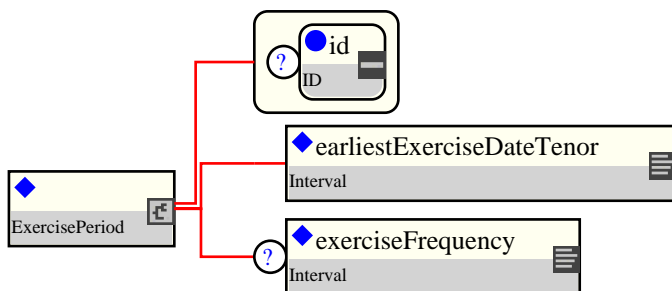 ? id
ID
earliestExerciseDateTenor
Interval
ExercisePeriod
? exerciseFrequency
Interval